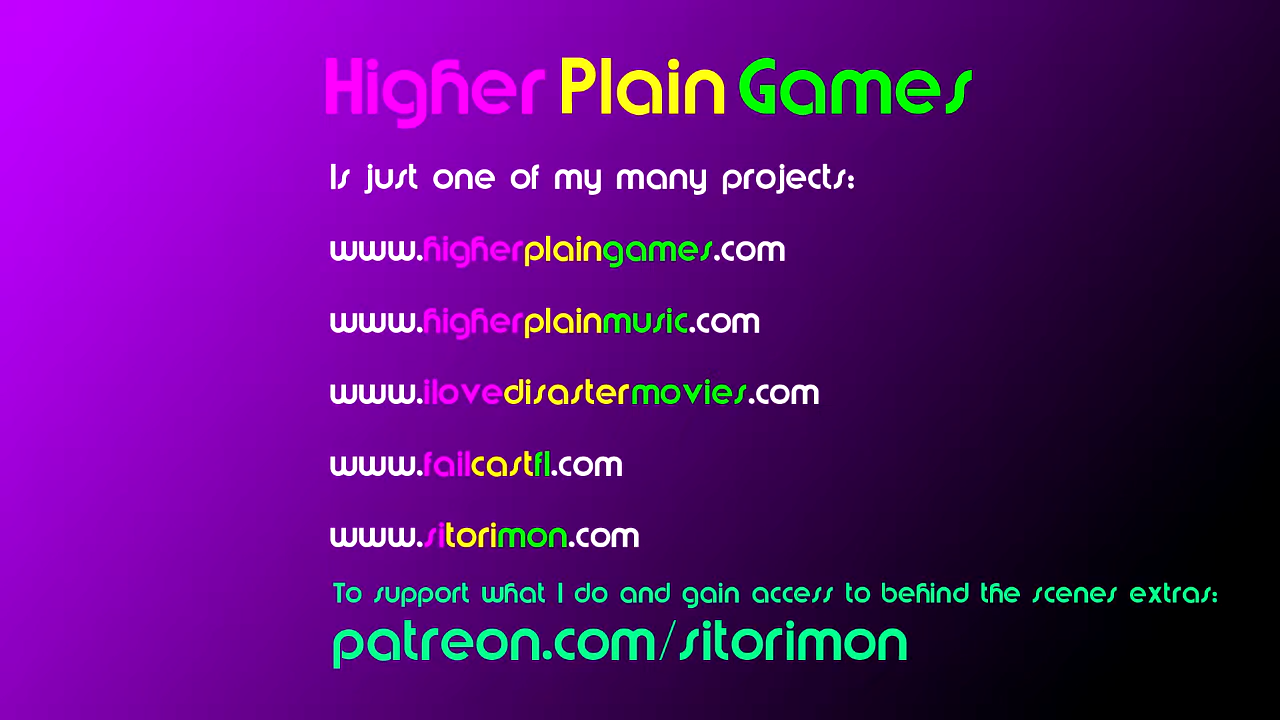 Higher Plain Games
Is just one of my many projects:
www.higherplaingames.com
www.higherplainmusic.com
www.ilovedisastermovies.com
www.failcastfl.com
www.sitorimon.com
To support what I do and gain access to behind the scenes extras:
patreon.com/sitorimon